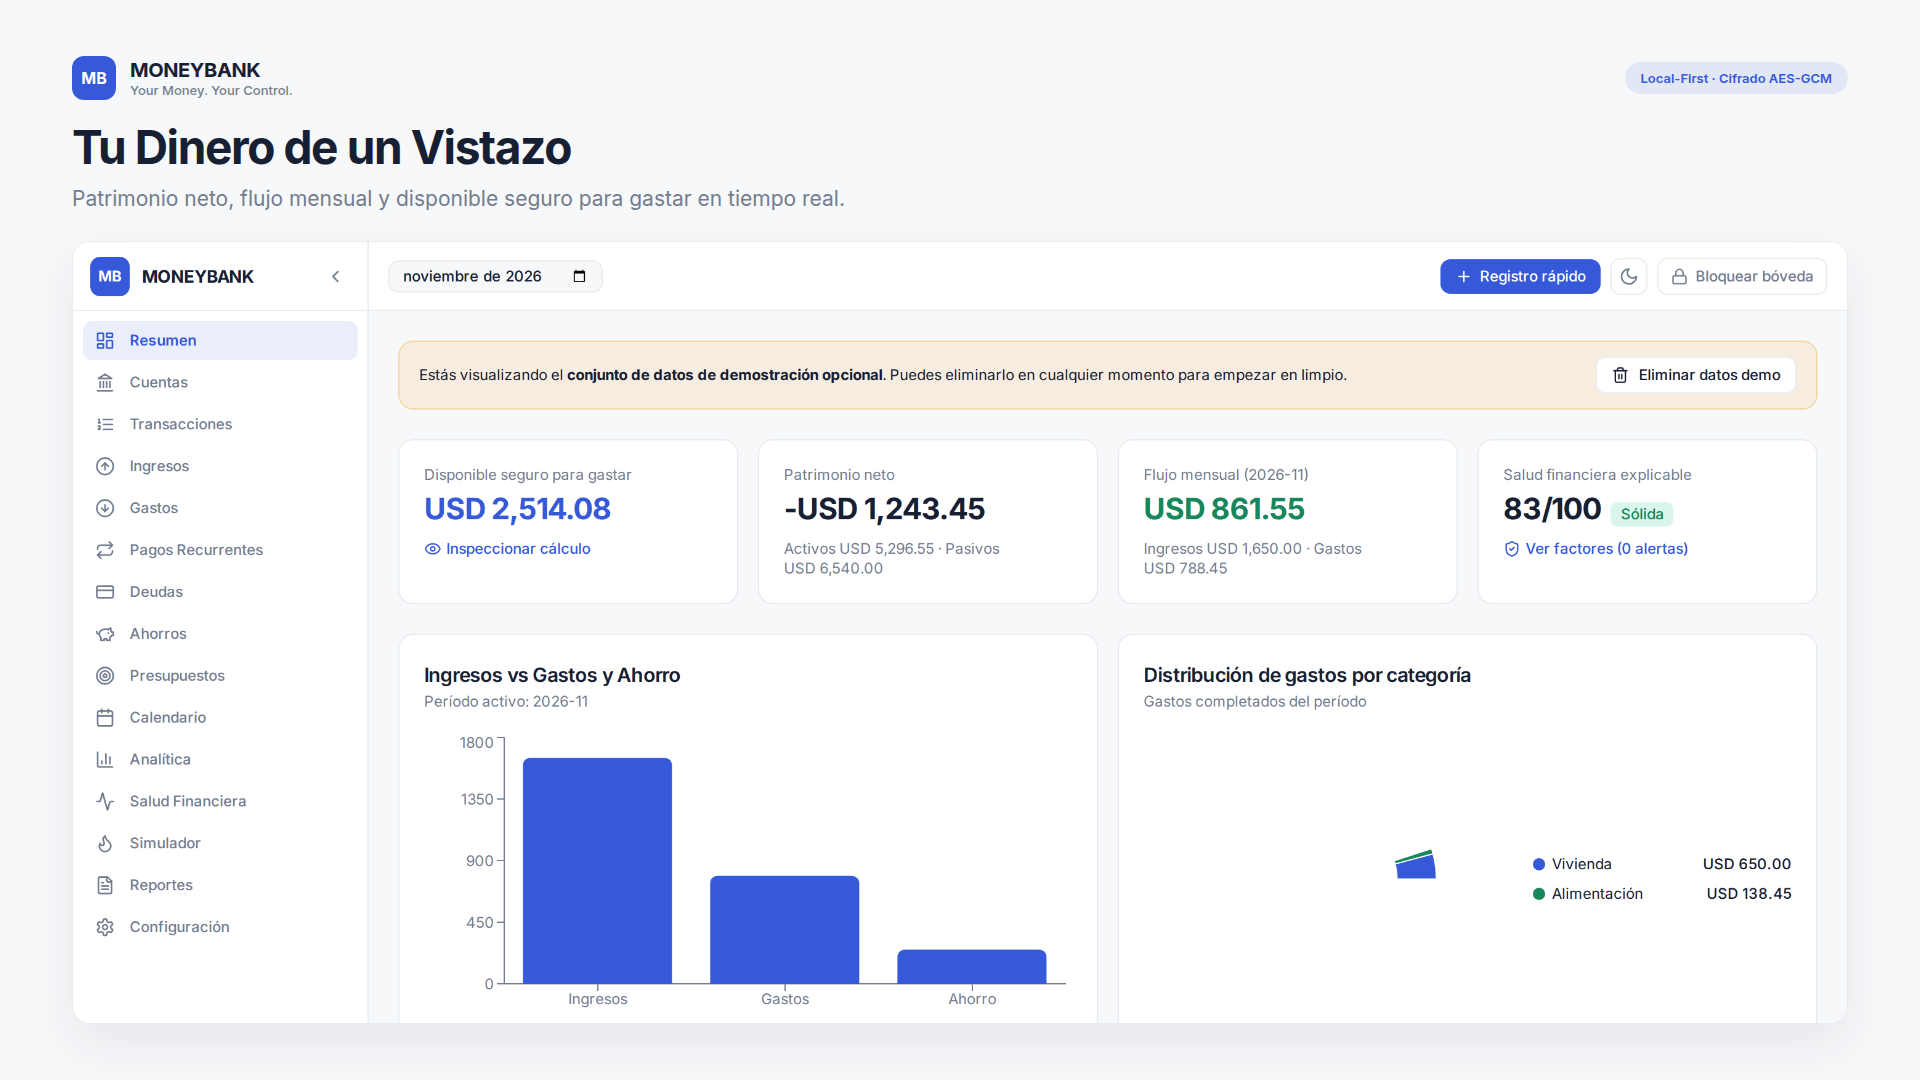 MB
MONEYBANK
Your Money. Your Control.
Local-First · Cifrado AES-GCM
Tu Dinero de un Vistazo
Patrimonio neto, flujo mensual y disponible seguro para gastar en tiempo real.
MB
MONEYBANK
noviembre de 2026
Registro rápido
Bloquear bóveda
Resumen
Cuentas
Transacciones
Ingresos
Gastos
Pagos Recurrentes
Deudas
Ahorros
Presupuestos
Calendario
Analítica
Salud Financiera
Simulador
Reportes
Configuración
Estás visualizando el conjunto de datos de demostración opcional. Puedes eliminarlo en cualquier momento para empezar en limpio.
Eliminar datos demo
Disponible seguro para gastar
USD 2,514.08
Inspeccionar cálculo
Patrimonio neto
-USD 1,243.45
Activos USD 5,296.55 · Pasivos
USD 6,540.00
Flujo mensual (2026-11)
USD 861.55
Ingresos USD 1,650.00 · Gastos
USD 788.45
Salud financiera explicable
83/100 Sólida
Ver factores (0 alertas)
Ingresos vs Gastos y Ahorro
Período activo: 2026-11
1800
1350
900
450
0
Ingresos
Gastos
Ahorro
Distribución de gastos por categoría
Gastos completados del período
Vivienda USD 650.00
Alimentación USD 138.45